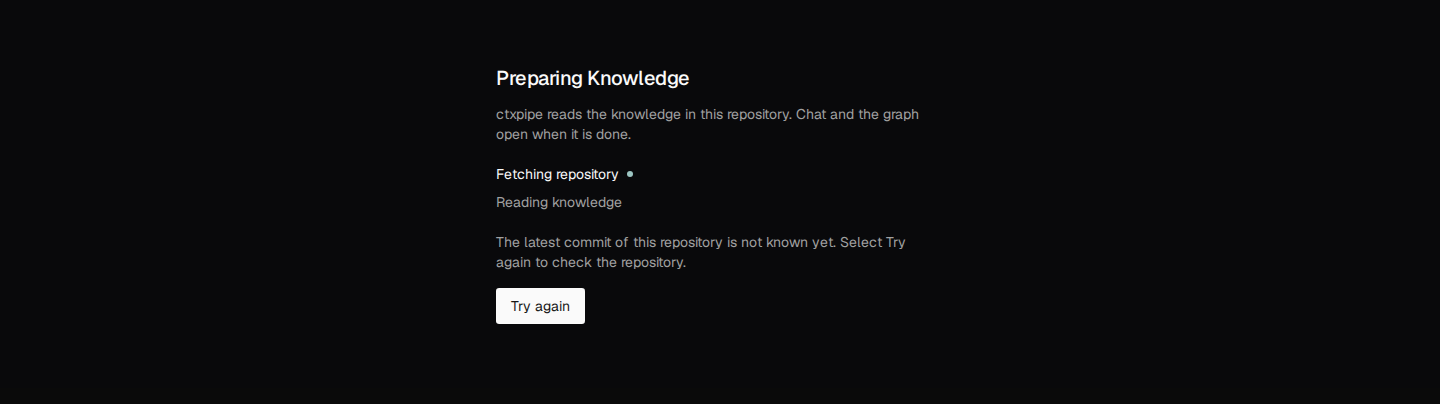 Preparing Knowledge
ctxpipe reads the knowledge in this repository. Chat and the graph
open when it is done.
Fetching repository
Reading knowledge
The latest commit of this repository is not known yet. Select Try
again to check the repository.
Try again